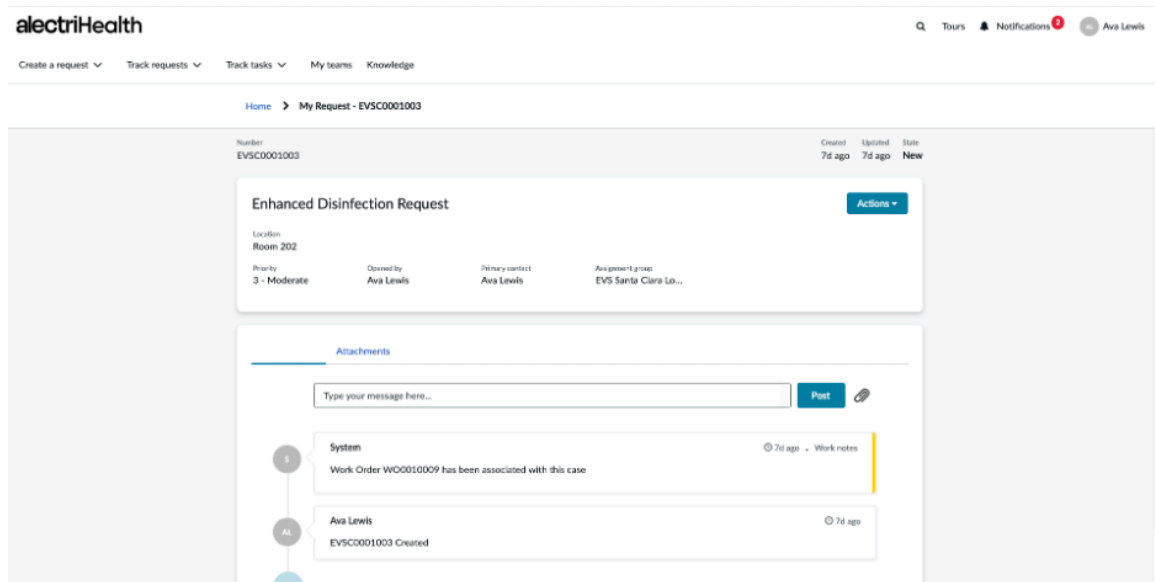 alectriHealth
Tours Notifications 2 AL Ava Lewis
Create a request Track requests Track tasks My teams Knowledge
Home > My Request - EVSC0001003
Number Created Updated State
EVSC0001003 7d ago 7d ago New
Enhanced Disinfection Request Actions
Location
Room 202
Priority Opened by Primary contact Assignment group
3 - Moderate Ava Lewis Ava Lewis EVS Santa Clara Lo...
Attachments
Type your message here... Post
S System 7d ago • Work notes
Work Order WO0010009 has been associated with this case
AL Ava Lewis 7d ago
EVSC0001003 Created